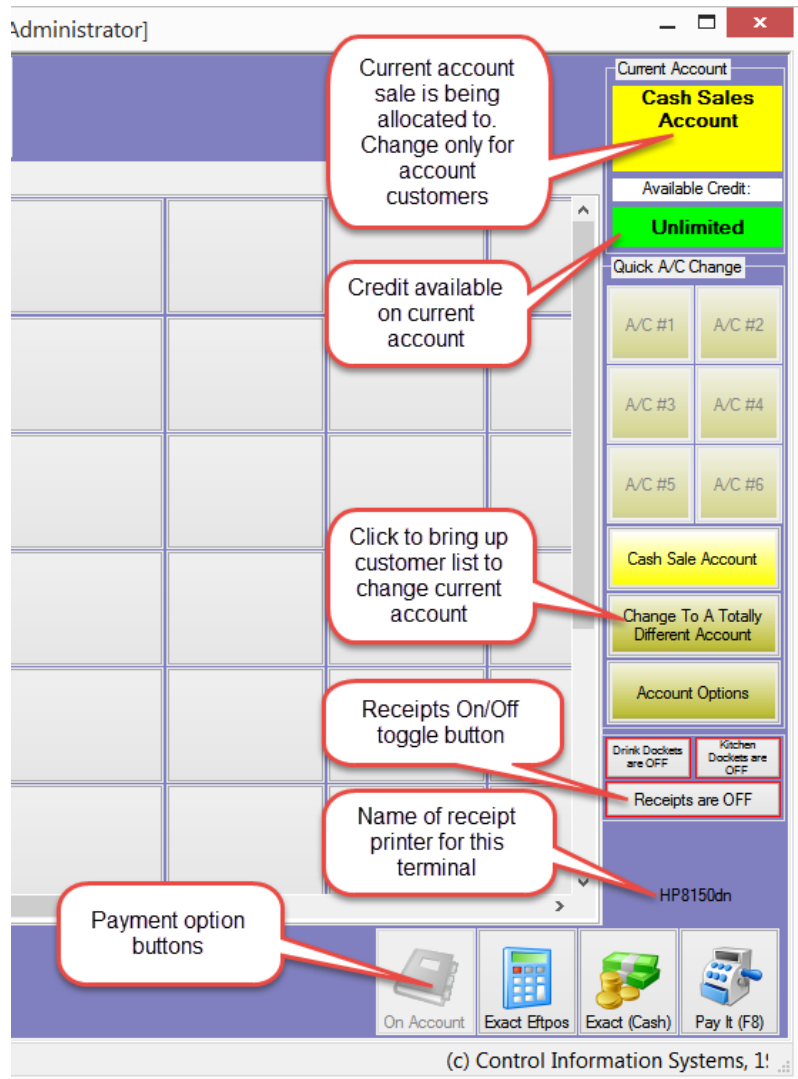 Administrator]
Current account
sale is being
allocated to.
Change only for
account
customers
Current Account
Cash Sales
Account
Available Credit:
Unlimited
Credit available
on current
account
Quick A/C Change
A/C #1
A/C #2
A/C #3
A/C #4
A/C #5
A/C #6
Click to bring up
customer list to
change current
account
Cash Sale Account
Change To A Totally
Different Account
Account Options
Receipts On/Off
toggle button
Drink Dockets
are OFF
Kitchen
Dockets are
OFF
Receipts are OFF
Name of receipt
printer for this
terminal
HP8150dn
Payment option
buttons
On Account
Exact Eftpos
Exact (Cash)
Pay It (F8)
(c) Control Information Systems, 1